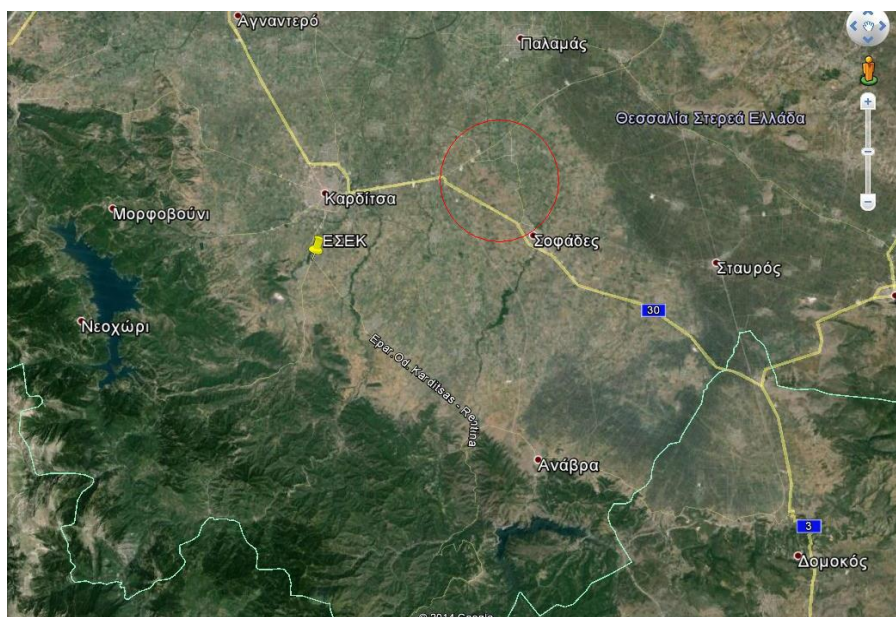 Αγναντερό
Παλαμάς
Θεσσαλία Στερεά Ελλάδα
Καρδίτσα
Μορφοβούνι
ΕΣΕΚ
Σοφάδες
Σταυρός
30
Νεοχώρι
Epar.Od. Karditsas - Rentina
Ανάβρα
3
Δομοκός
© 2014 Google